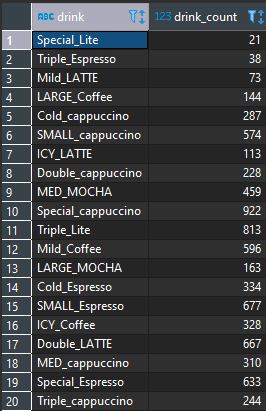 ABC drink 123 drink_count
1 Special_Lite 21
2 Triple_Espresso 38
3 Mild_LATTE 73
4 LARGE_Coffee 144
5 Cold_cappuccino 287
6 SMALL_cappuccino 574
7 ICY_LATTE 113
8 Double_cappuccino 228
9 MED_MOCHA 459
10 Special_cappuccino 922
11 Triple_Lite 813
12 Mild_Coffee 596
13 LARGE_MOCHA 163
14 Cold_Espresso 334
15 SMALL_Espresso 677
16 ICY_Coffee 328
17 Double_LATTE 667
18 MED_cappuccino 310
19 Special_Espresso 633
20 Triple_cappuccino 244